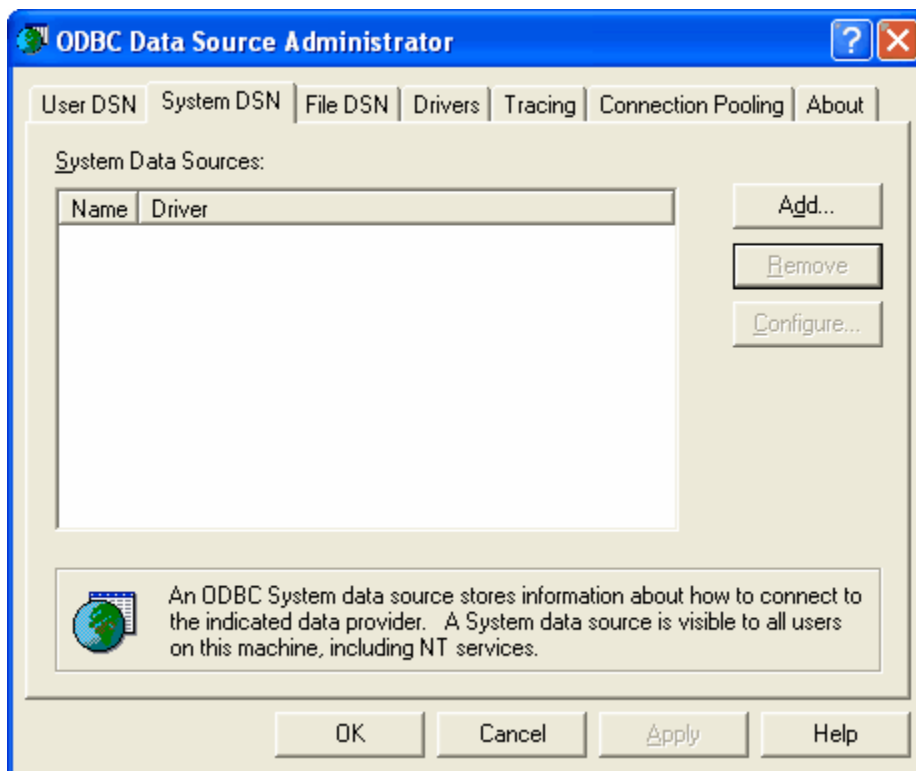 ODBC Data Source Administrator
User DSN System DSN File DSN Drivers Tracing Connection Pooling About
System Data Sources:
Name Driver
Add...
Remove
Configure...
An ODBC System data source stores information about how to connect to
the indicated data provider. A System data source is visible to all users
on this machine, including NT services.
OK Cancel Apply Help